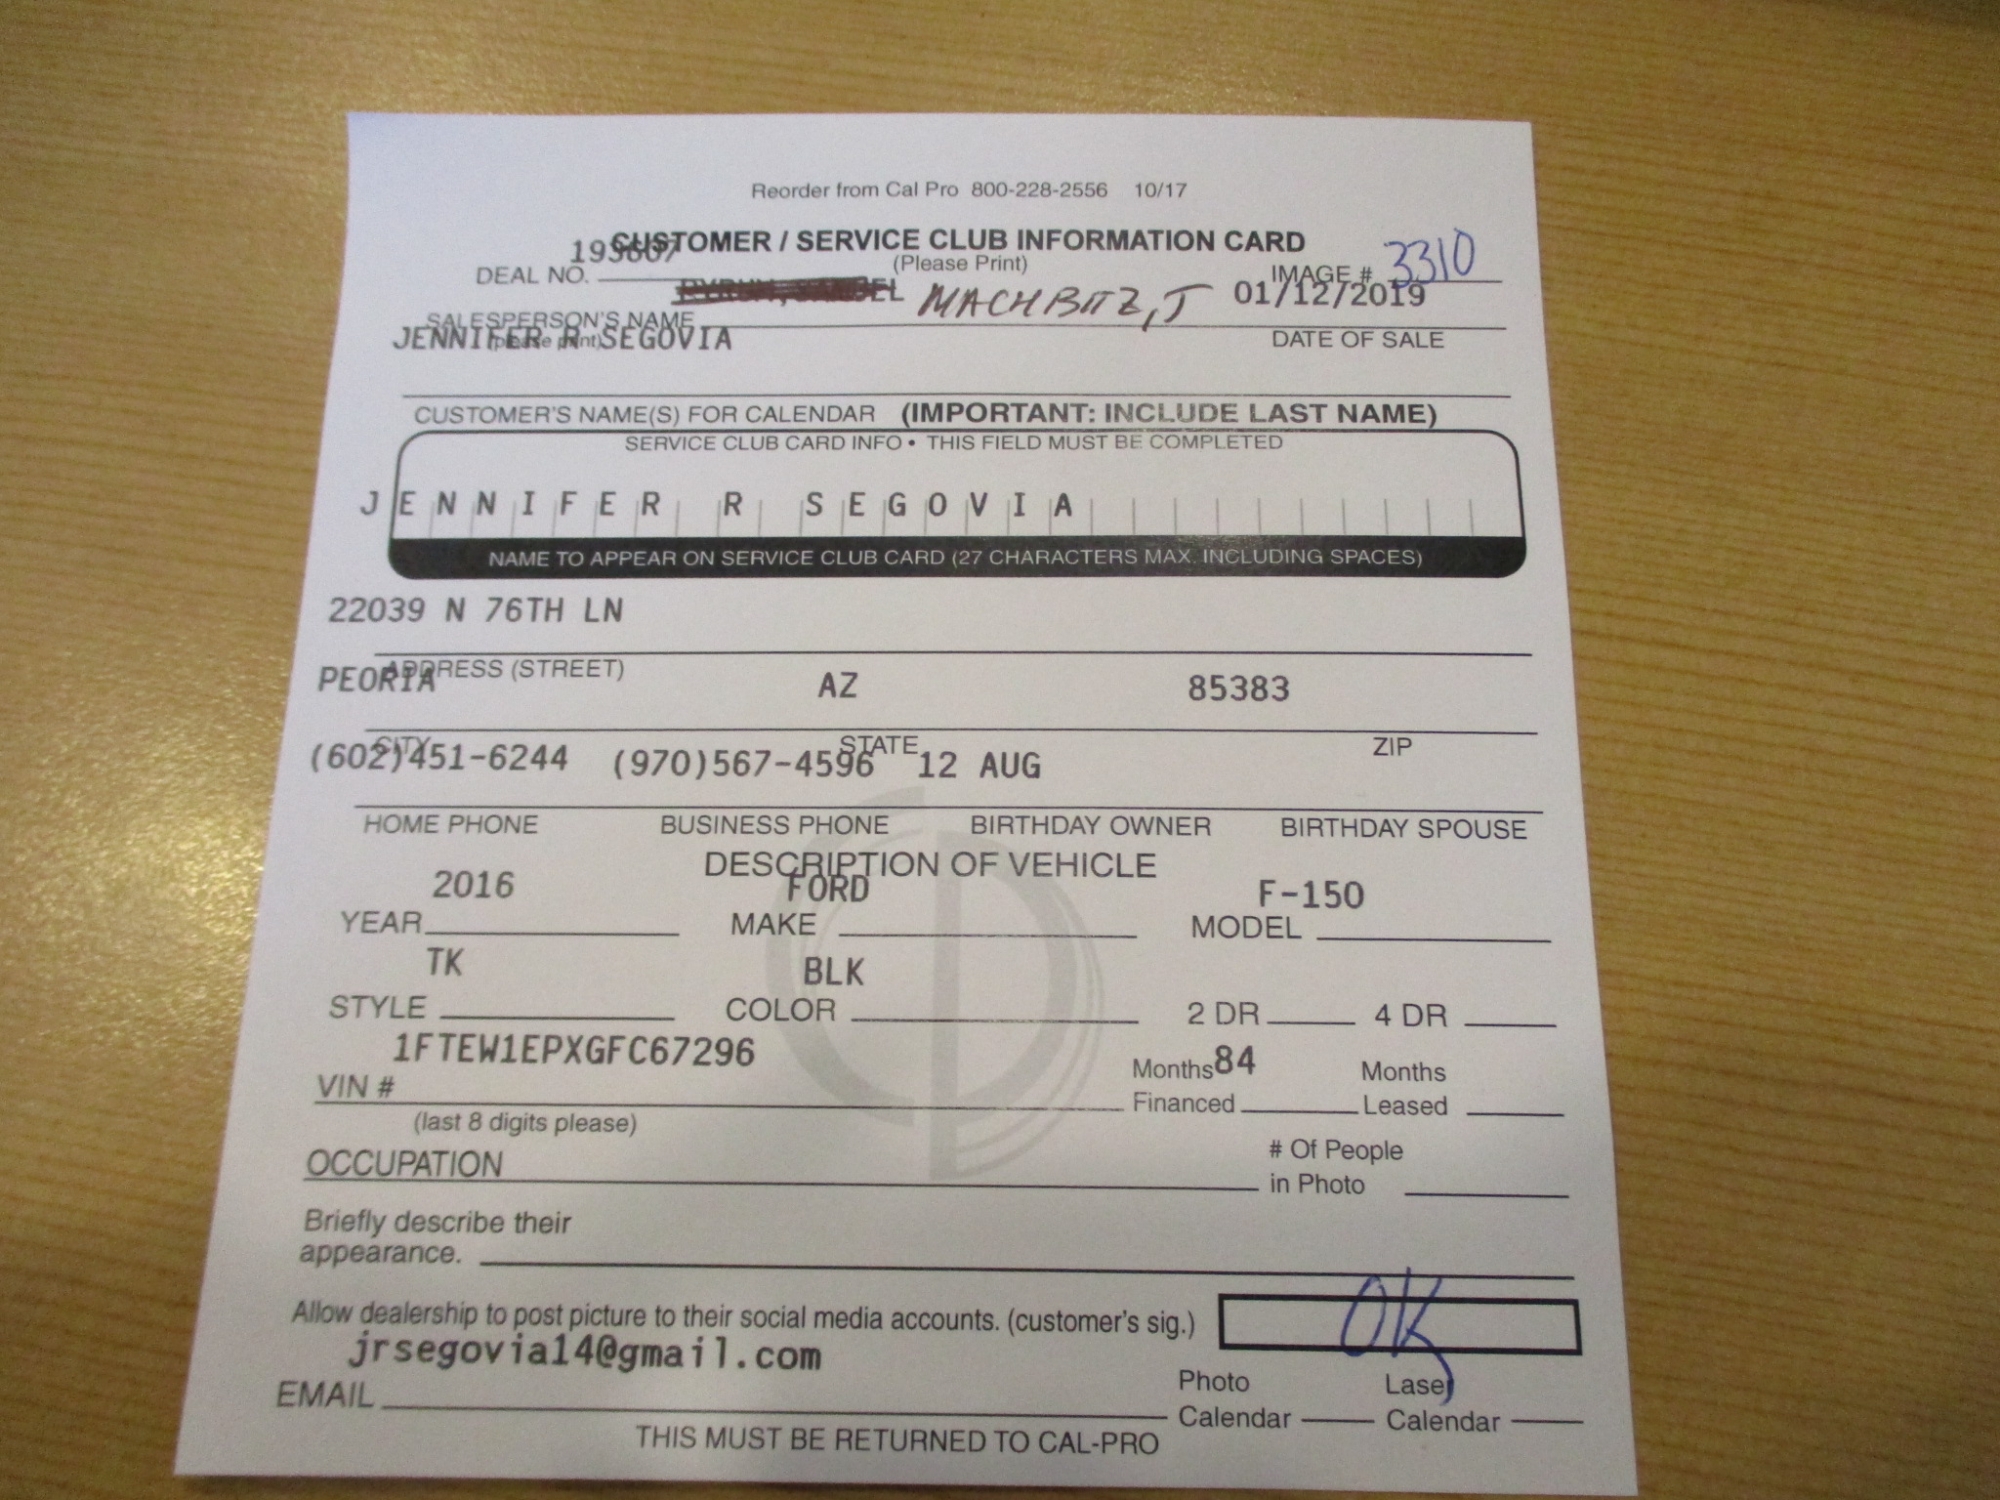 Reorder from Cal Pro 800-228-2556 10/17
CUSTOMER / SERVICE CLUB INFORMATION CARD
(Please Print)
DEAL NO. 193607
IMAGE # 3310
MACHBITZ, J 01/12/2019
SALESPERSON'S NAME
(please print)
DATE OF SALE
JENNIFER R SEGOVIA
CUSTOMER'S NAME(S) FOR CALENDAR (IMPORTANT: INCLUDE LAST NAME)
SERVICE CLUB CARD INFO • THIS FIELD MUST BE COMPLETED
JENNIFER R SEGOVIA
NAME TO APPEAR ON SERVICE CLUB CARD (27 CHARACTERS MAX. INCLUDING SPACES)
22039 N 76TH LN
ADDRESS (STREET)
PEORIA AZ 85383
CITY STATE ZIP
(602)451-6244 (970)567-4596 12 AUG
HOME PHONE BUSINESS PHONE BIRTHDAY OWNER BIRTHDAY SPOUSE
DESCRIPTION OF VEHICLE
2016 FORD F-150
YEAR MAKE MODEL
TK BLK
STYLE COLOR 2 DR 4 DR
1FTEW1EPXGFC67296
VIN #
(last 8 digits please)
Months 84 Months
Financed Leased
OCCUPATION
# Of People
in Photo
Briefly describe their
appearance.
Allow dealership to post picture to their social media accounts. (customer's sig.) OK
jrsegovia14@gmail.com
EMAIL
Photo Laser
Calendar Calendar
THIS MUST BE RETURNED TO CAL-PRO